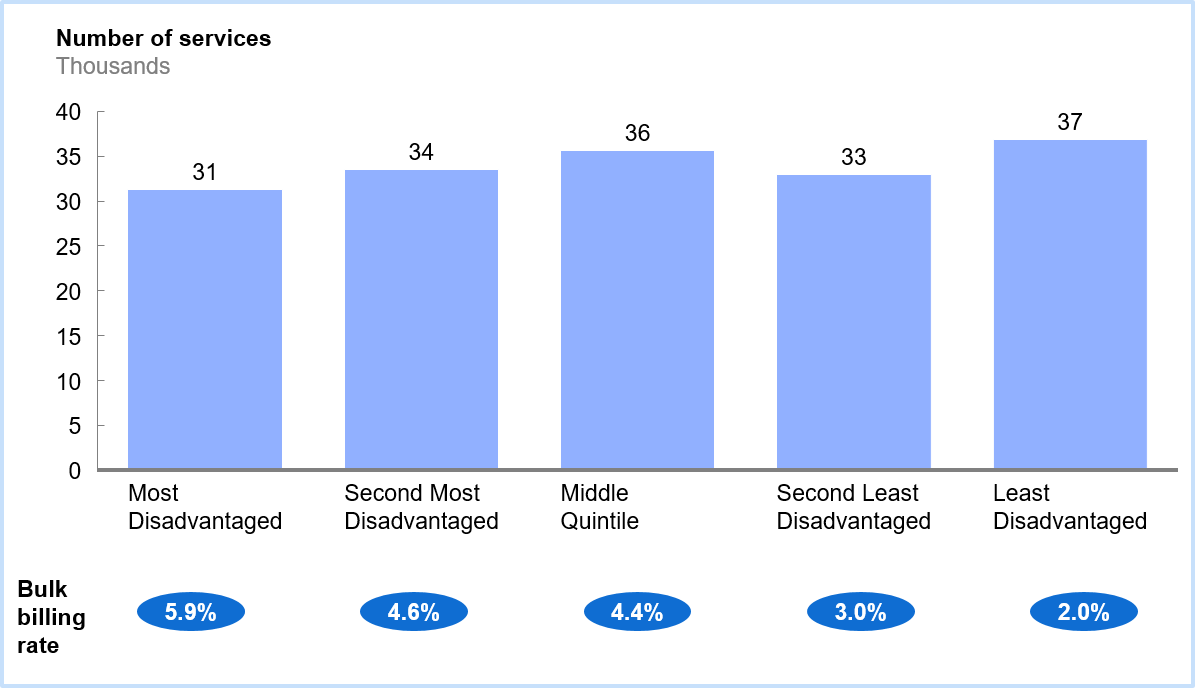 Number of services
Thousands
40
35
30
25
20
15
10
5
0
31
34
36
33
37
Most
Disadvantaged
Second Most
Disadvantaged
Middle
Quintile
Second Least
Disadvantaged
Least
Disadvantaged
Bulk
billing
rate
5.9%
4.6%
4.4%
3.0%
2.0%